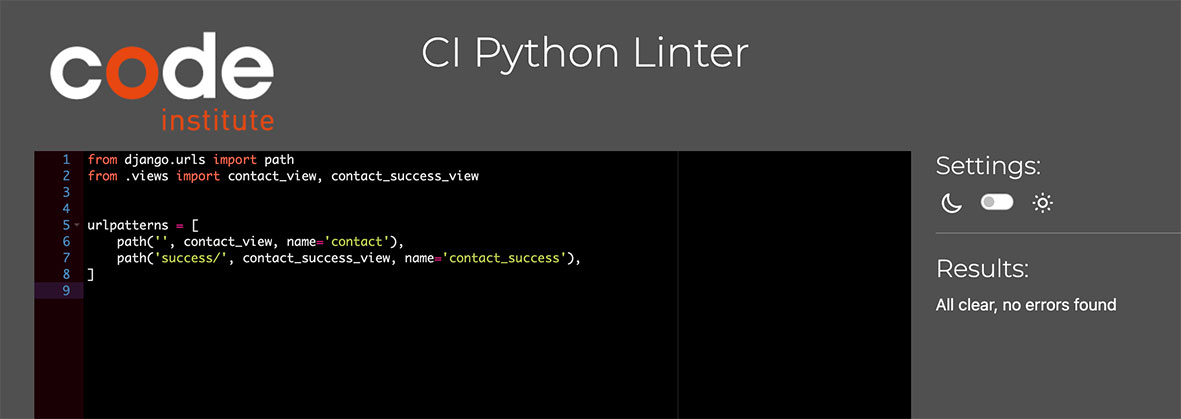 code
institute
CI Python Linter
1 from django.urls import path
2 from .views import contact_view, contact_success_view
3
4
5 urlpatterns = [
6     path('', contact_view, name='contact'),
7     path('success/', contact_success_view, name='contact_success'),
8 ]
9
Settings:
Results:
All clear, no errors found